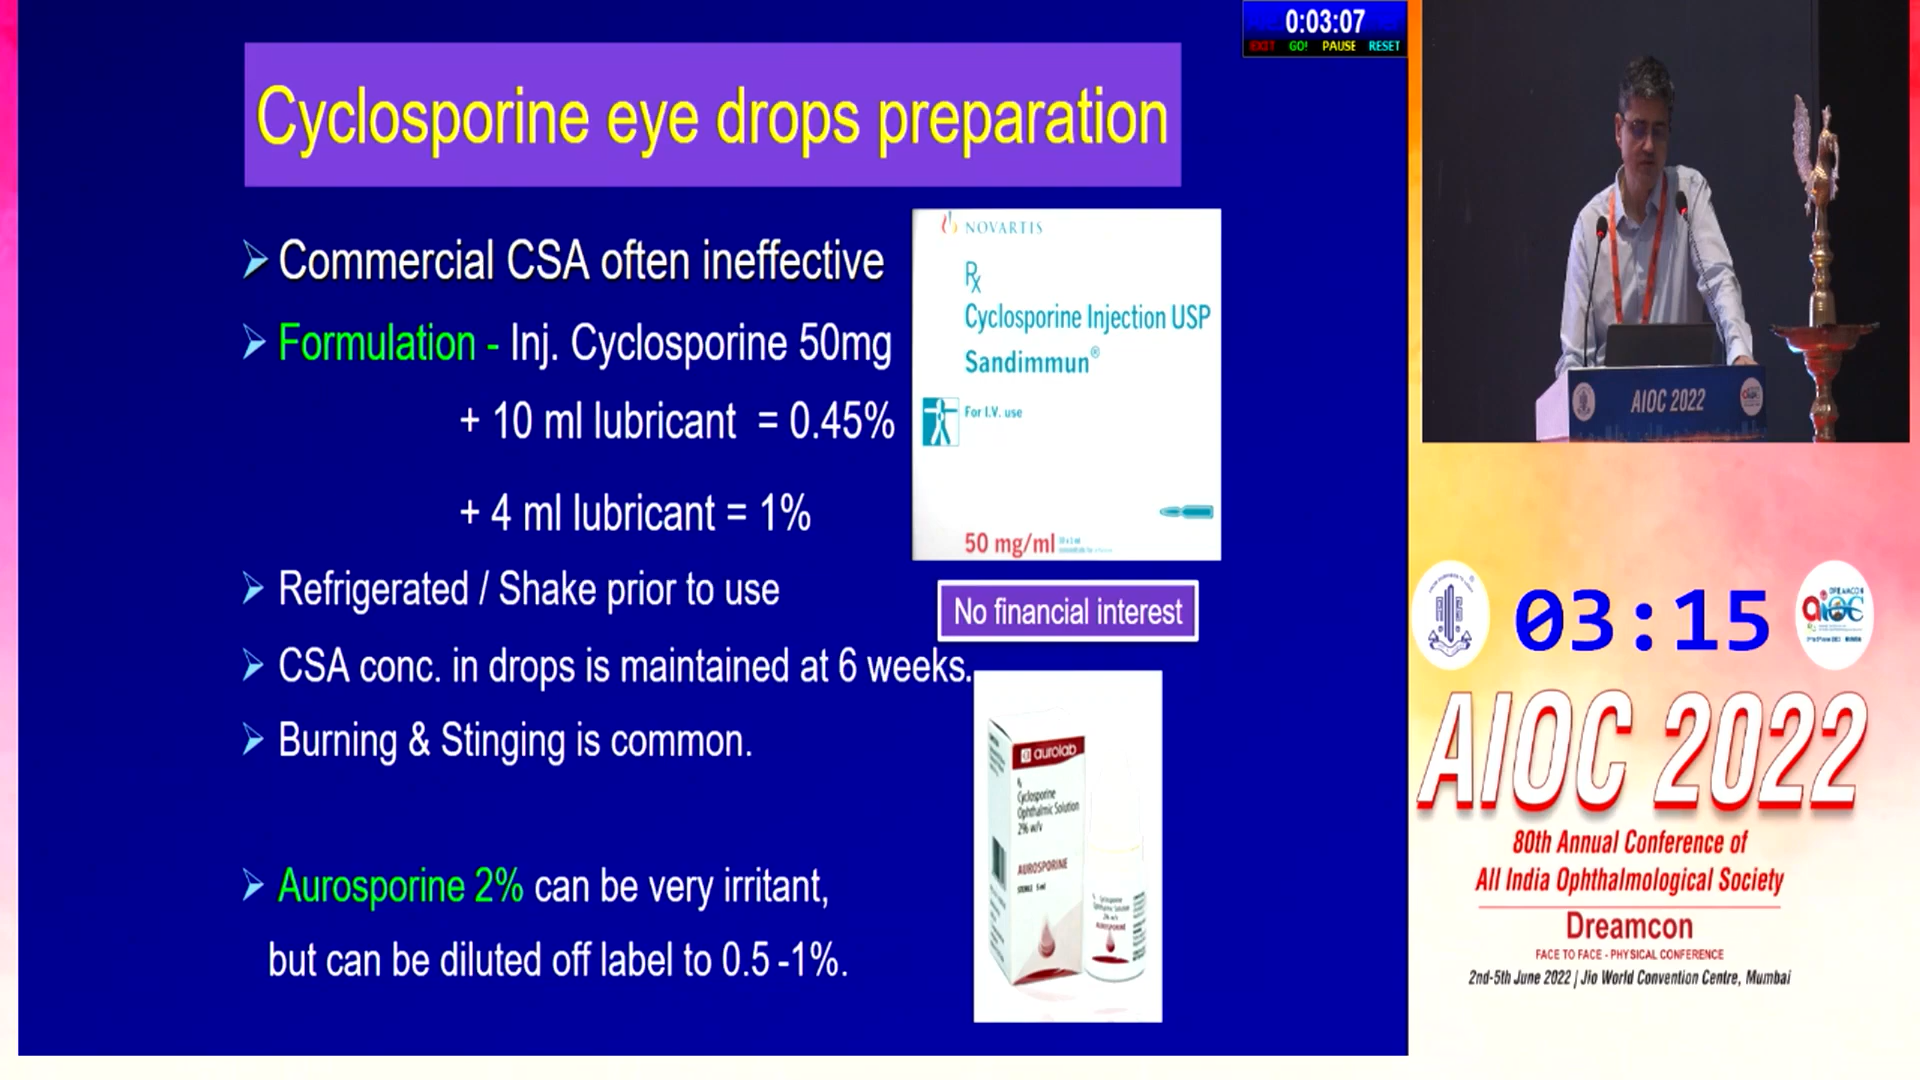 0:03:07
EXIT GO! PAUSE RESET
Cyclosporine eye drops preparation
Commercial CSA often ineffective
Formulation - Inj. Cyclosporine 50mg
+ 10 ml lubricant = 0.45%
+ 4 ml lubricant = 1%
Refrigerated / Shake prior to use
CSA conc. in drops is maintained at 6 weeks.
Burning & Stinging is common.
Aurosporine 2% can be very irritant,
but can be diluted off label to 0.5 -1%.
NOVARTIS
Rx
Cyclosporine Injection USP
Sandimmun®
For I.V. use
50 mg/ml
No financial interest
aurolab
Cyclosporine
Ophthalmic Solution
2% w/v
AUROSPORINE
STERILE 5 ml
AIOC 2022
03:15
aioc
AIOC 2022
80th Annual Conference of
All India Ophthalmological Society
Dreamcon
FACE TO FACE - PHYSICAL CONFERENCE
2nd-5th June 2022 | Jio World Convention Centre, Mumbai